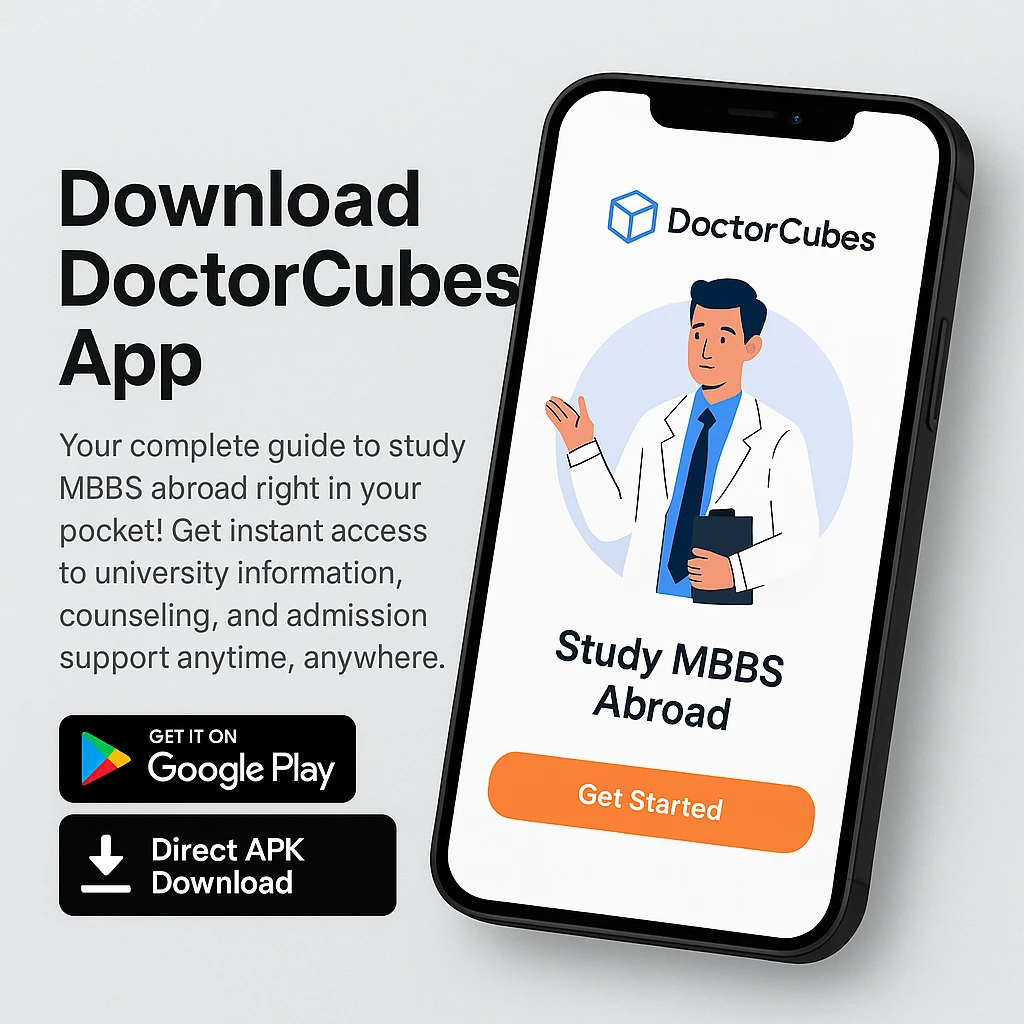 Download
DoctorCubes
App
Your complete guide to study
MBBS abroad right in your
pocket! Get instant access
to university information,
counseling, and admission
support anytime, anywhere.
GET IT ON
Google Play
Direct APK
Download
DoctorCubes
Study MBBS
Abroad
Get Started